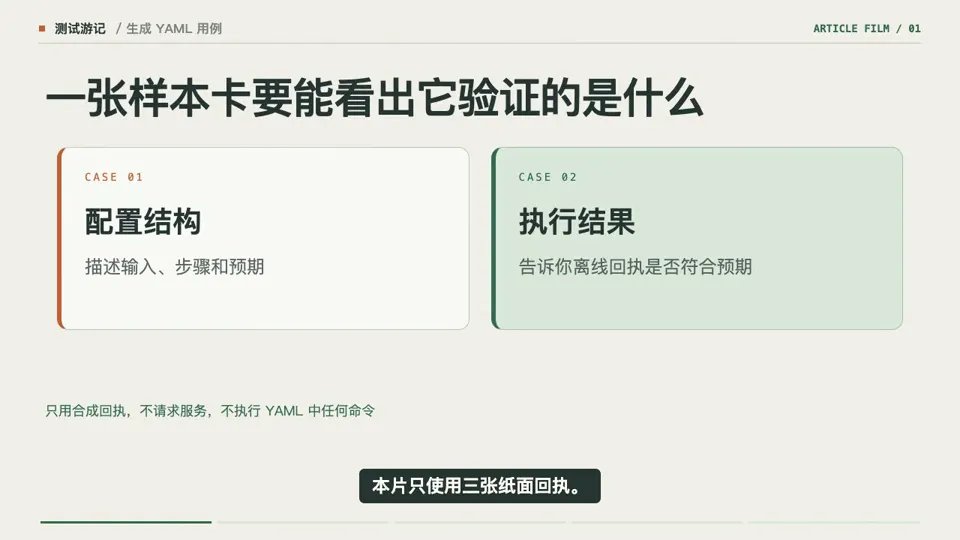 测试游记 / 生成 YAML 用例
ARTICLE FILM / 01
一张样本卡要能看出它验证的是什么
CASE 01
配置结构
描述输入、步骤和预期
CASE 02
执行结果
告诉你离线回执是否符合预期
只用合成回执，不请求服务，不执行 YAML 中任何命令
本片只使用三张纸面回执。